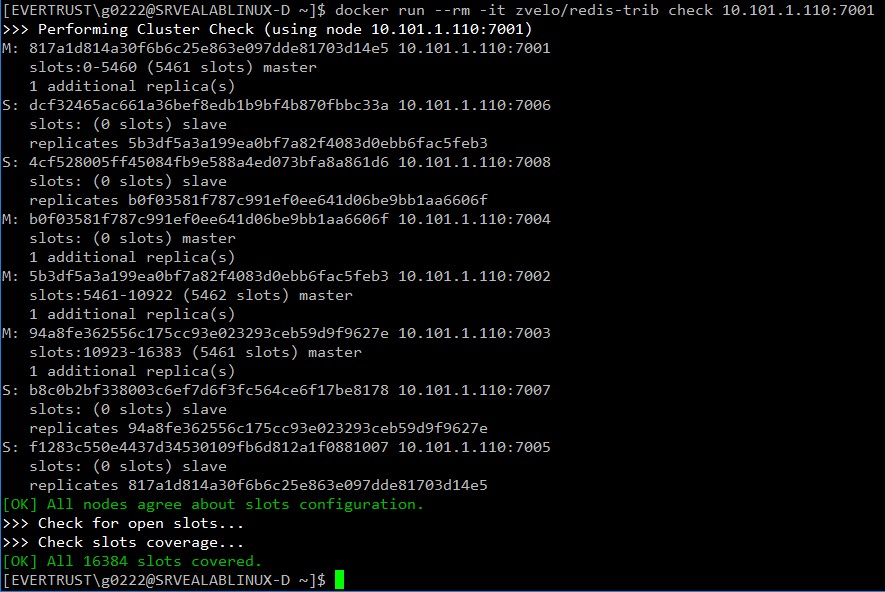 [EVERTRUST\g0222@SRVEALABLINUX-D ~]$ docker run --rm -it zvelo/redis-trib check 10.101.1.110:7001
>>> Performing Cluster Check (using node 10.101.1.110:7001)
M: 817a1d814a30f6b6c25e863e097dde81703d14e5 10.101.1.110:7001
   slots:0-5460 (5461 slots) master
   1 additional replica(s)
S: dcf32465ac661a36bef8edb1b9bf4b870fbbc33a 10.101.1.110:7006
   slots: (0 slots) slave
   replicates 5b3df5a3a199ea0bf7a82f4083d0ebb6fac5feb3
S: 4cf528005ff45084fb9e588a4ed073bfa8a861d6 10.101.1.110:7008
   slots: (0 slots) slave
   replicates b0f03581f787c991ef0ee641d06be9bb1aa6606f
M: b0f03581f787c991ef0ee641d06be9bb1aa6606f 10.101.1.110:7004
   slots: (0 slots) master
   1 additional replica(s)
M: 5b3df5a3a199ea0bf7a82f4083d0ebb6fac5feb3 10.101.1.110:7002
   slots:5461-10922 (5462 slots) master
   1 additional replica(s)
M: 94a8fe362556c175cc93e023293ceb59d9f9627e 10.101.1.110:7003
   slots:10923-16383 (5461 slots) master
   1 additional replica(s)
S: b8c0b2bf338003c6ef7d6f3fc564ce6f17be8178 10.101.1.110:7007
   slots: (0 slots) slave
   replicates 94a8fe362556c175cc93e023293ceb59d9f9627e
S: f1283c550e4437d34530109fb6d812a1f0881007 10.101.1.110:7005
   slots: (0 slots) slave
   replicates 817a1d814a30f6b6c25e863e097dde81703d14e5
[OK] All nodes agree about slots configuration.
>>> Check for open slots...
>>> Check slots coverage...
[OK] All 16384 slots covered.
[EVERTRUST\g0222@SRVEALABLINUX-D ~]$